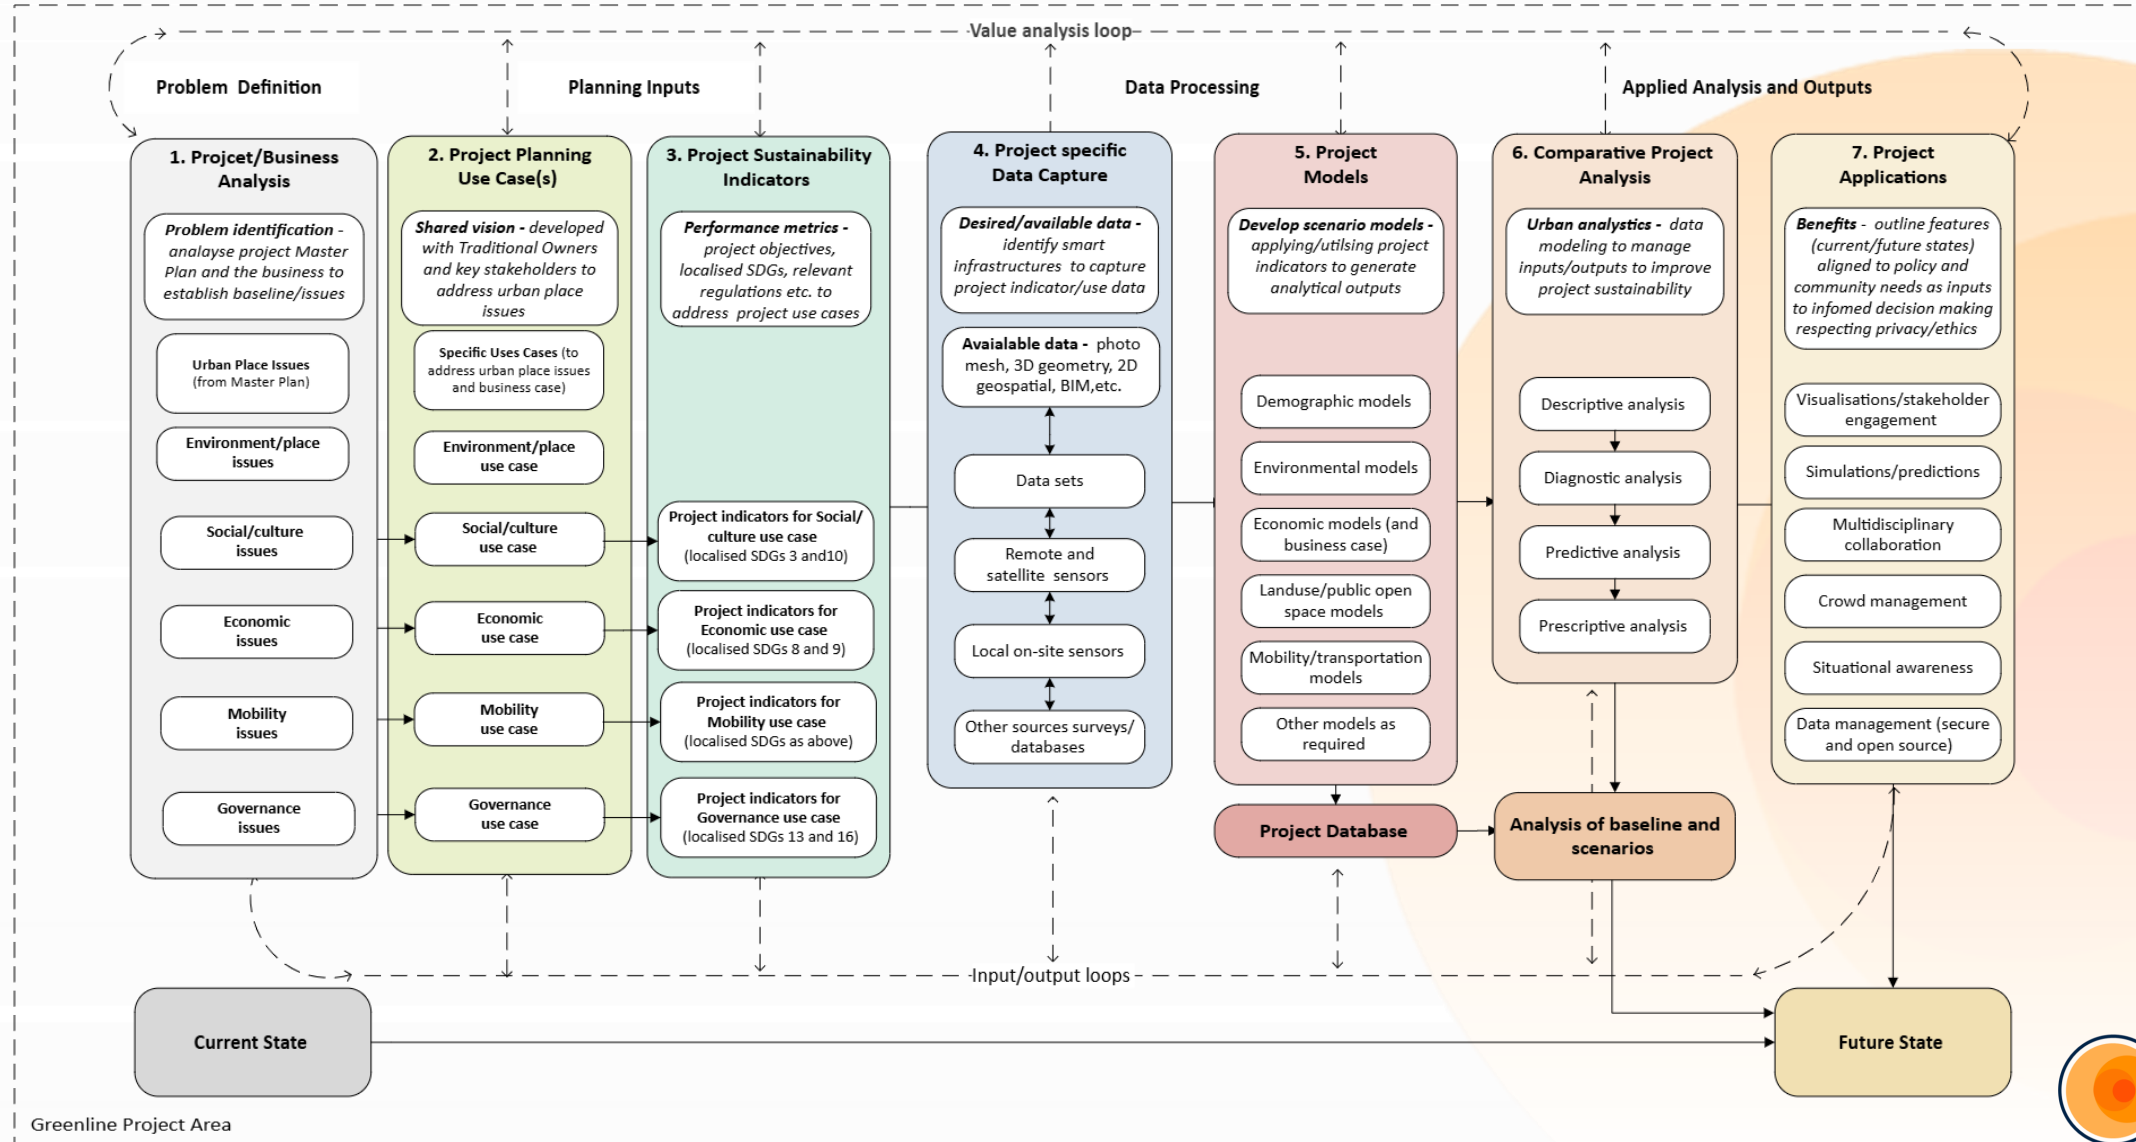 Value analysis loop
Problem  Definition
Planning Inputs
Data Processing
Applied Analysis and Outputs
1. Projcet/Business
Analysis
Problem identification -
analyse project Master
Plan and the business to
establish baseline/issues
Urban Place Issues
(from Master Plan)
Environment/place
issues
Social/culture
issues
Economic
issues
Mobility
issues
Governance
issues
2. Project Planning
Use Case(s)
Shared vision - developed
with Traditional Owners
and key stakeholders to
address urban place
issues
Specific Uses Cases (to
address urban place issues
and business case)
Environment/place
use case
Social/culture
use case
Economic
use case
Mobility
use case
Governance
use case
3. Project Sustainability
Indicators
Performance metrics -
project objectives,
localised SDGs, relevant
regulations etc. to
address  project use cases
Project indicators for Social/
culture use case
(localised SDGs 3 and10)
Project indicators for
Economic use case
(localised SDGs 8 and 9)
Project indicators for
Mobility use case
(localised SDGs as above)
Project indicators for
Governance use case
(localised SDGs 13 and 16)
4. Project specific
Data Capture
Desired/available data -
identify smart
infrastructures  to capture
project indicator/use data
Avaialable data -  photo
mesh, 3D geometry, 2D
geospatial, BIM,etc.
Data sets
Remote and
satellite  sensors
Local on-site sensors
Other sources surveys/
databases
5. Project
Models
Develop scenario models -
applying/utilsing project
indicators to generate
analytical outputs
Demographic models
Environmental models
Economic models (and
business case)
Landuse/public open
space models
Mobility/transportation
models
Other models as
required
Project Database
6. Comparative Project
Analysis
Urban analystics -  data
modeling to manage
inputs/outputs to improve
project sustainability
Descriptive analysis
Diagnostic analysis
Predictive analysis
Prescriptive analysis
Analysis of baseline and
scenarios
7. Project
Applications
Benefits -  outline features
(current/future states)
aligned to policy and
community needs as inputs
to infomed decision making
respecting privacy/ethics
Visualisations/stakeholder
engagement
Simulations/predictions
Multidisciplinary
collaboration
Crowd management
Situational awareness
Data management (secure
and open source)
Input/output loops
Current State
Future State
Greenline Project Area